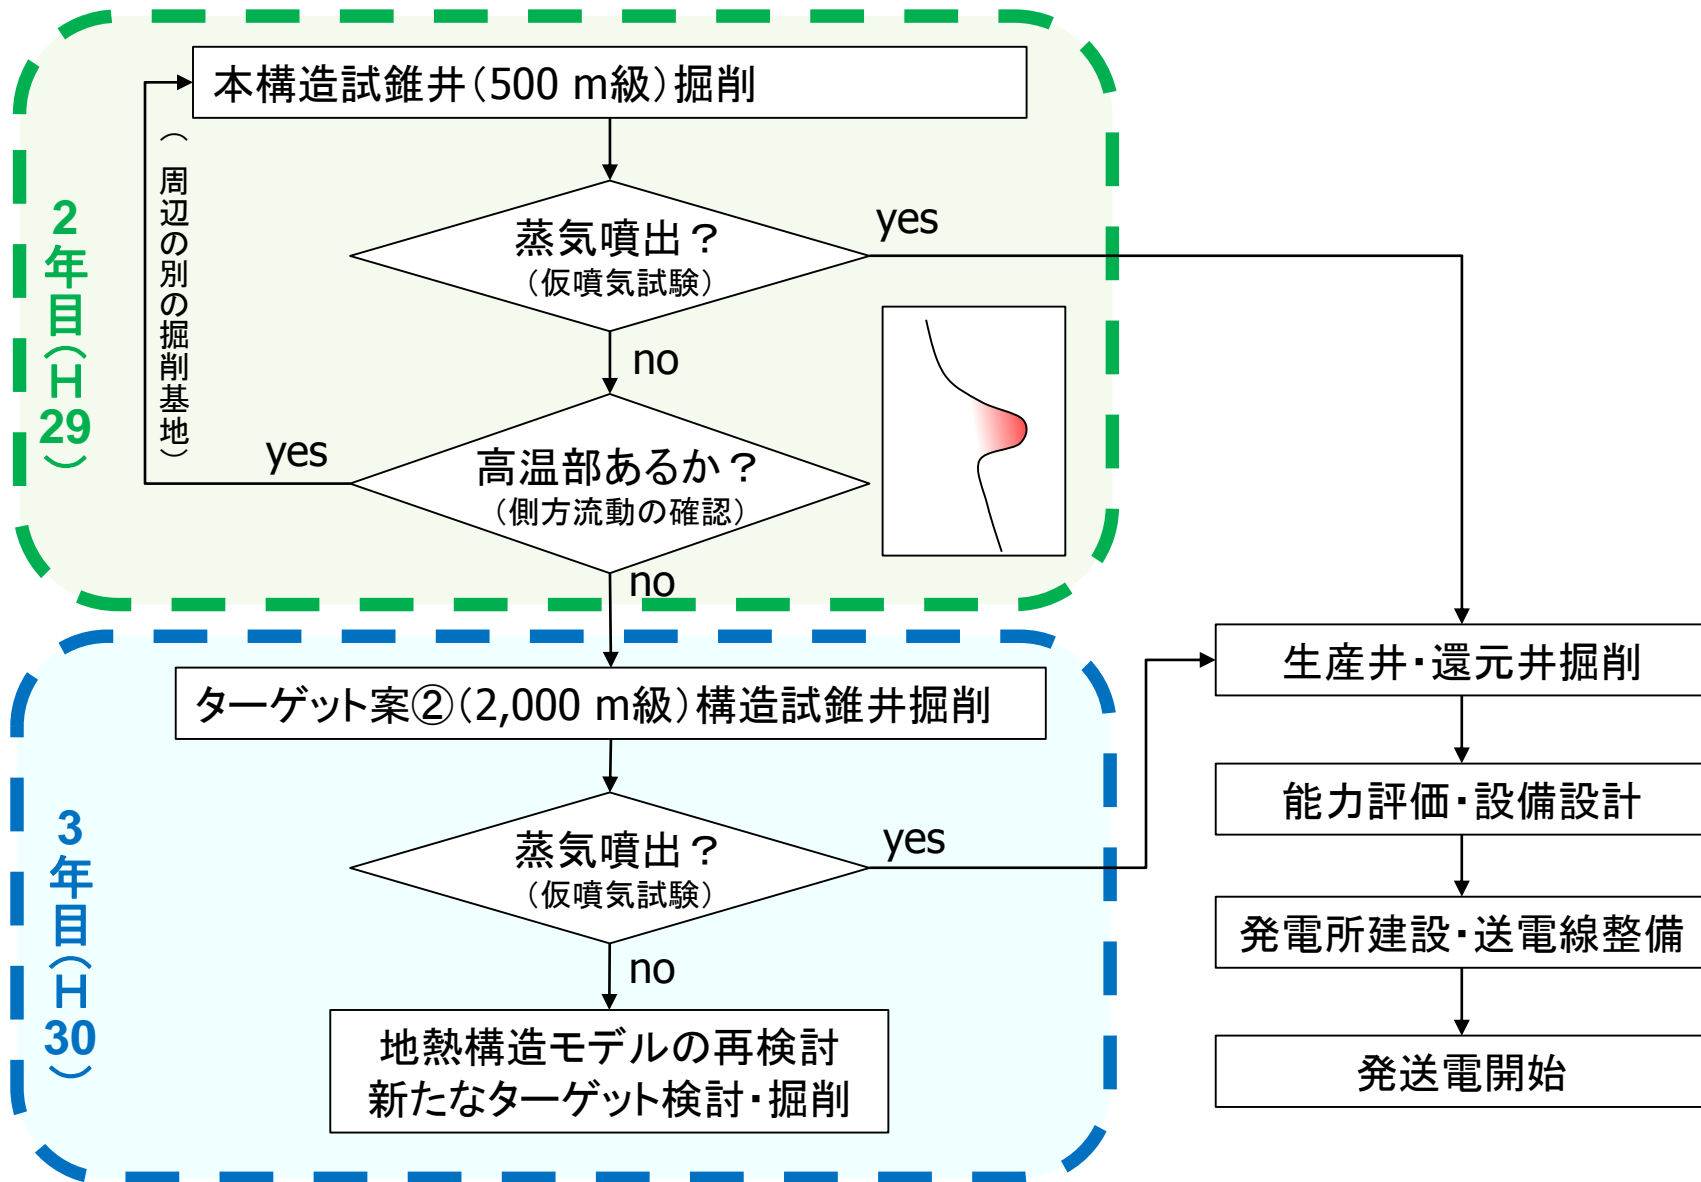 2年目（H29）
本構造試錐井（500 m級）掘削
（周辺の別の掘削基地）
蒸気噴出？
（仮噴気試験）
yes
no
高温部あるか？
（側方流動の確認）
yes
no
3年目（H30）
ターゲット案②（2,000 m級）構造試錐井掘削
蒸気噴出？
（仮噴気試験）
yes
no
地熱構造モデルの再検討
新たなターゲット検討・掘削
生産井・還元井掘削
能力評価・設備設計
発電所建設・送電線整備
発送電開始